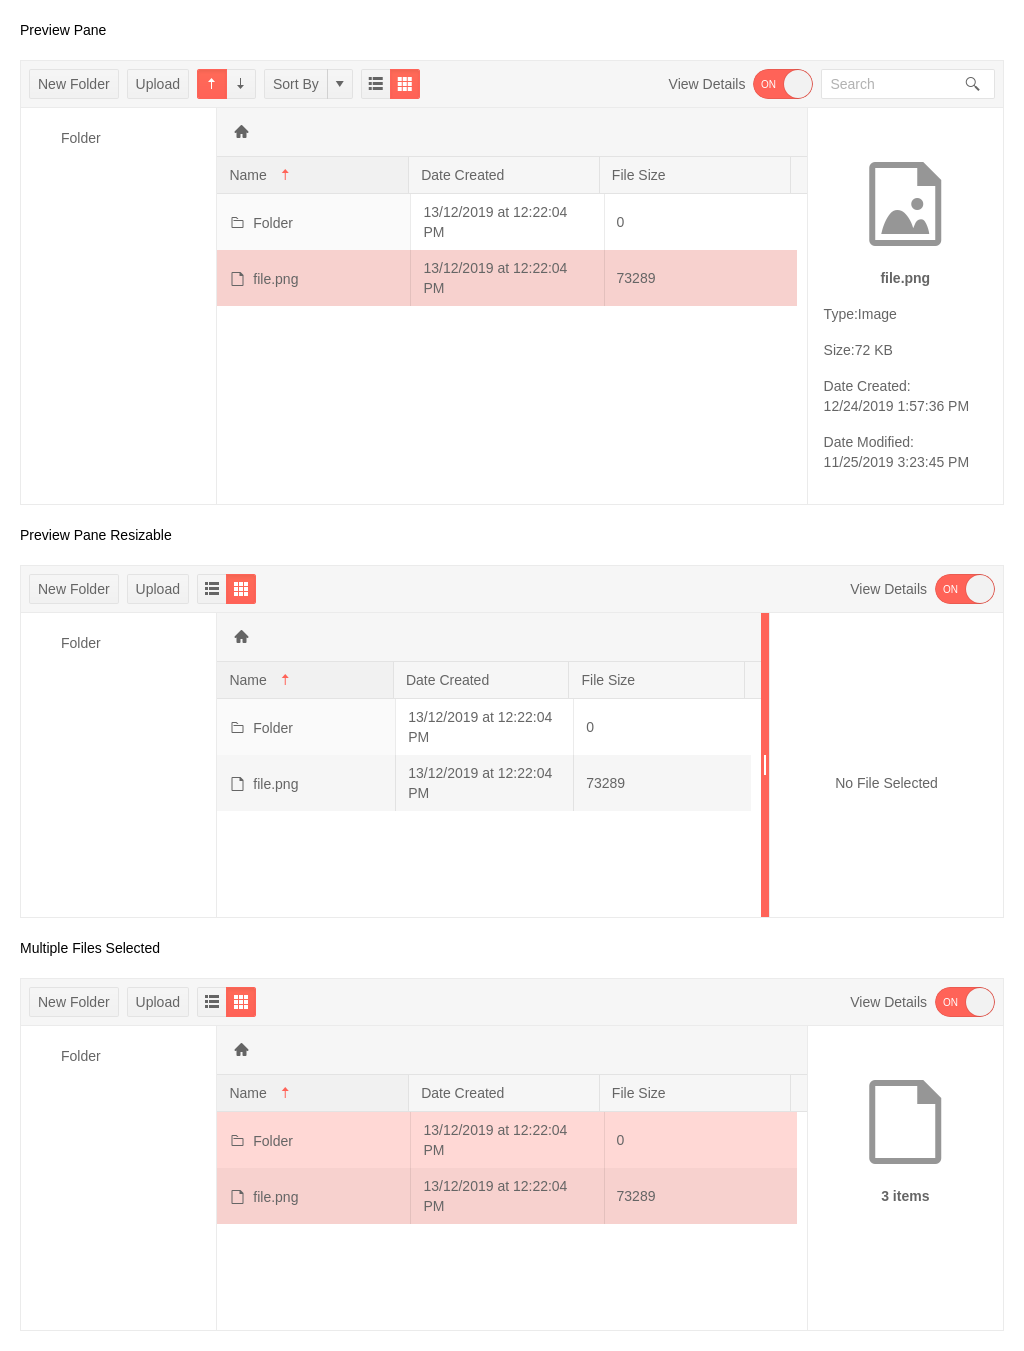 Preview Pane
New Folder Upload Sort By View Details ON Search
Folder
Name Date Created File Size
Folder 13/12/2019 at 12:22:04 PM 0
file.png 13/12/2019 at 12:22:04 PM 73289
file.png
Type:Image
Size:72 KB
Date Created:
12/24/2019 1:57:36 PM
Date Modified:
11/25/2019 3:23:45 PM
Preview Pane Resizable
New Folder Upload View Details ON
Folder
Name Date Created File Size
Folder 13/12/2019 at 12:22:04 PM 0
file.png 13/12/2019 at 12:22:04 PM 73289
No File Selected
Multiple Files Selected
New Folder Upload View Details ON
Folder
Name Date Created File Size
Folder 13/12/2019 at 12:22:04 PM 0
file.png 13/12/2019 at 12:22:04 PM 73289
3 items